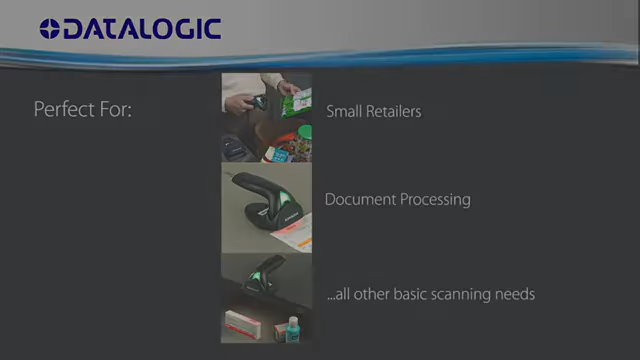 DATALOGIC
Perfect For:
Small Retailers
Document Processing
...all other basic scanning needs